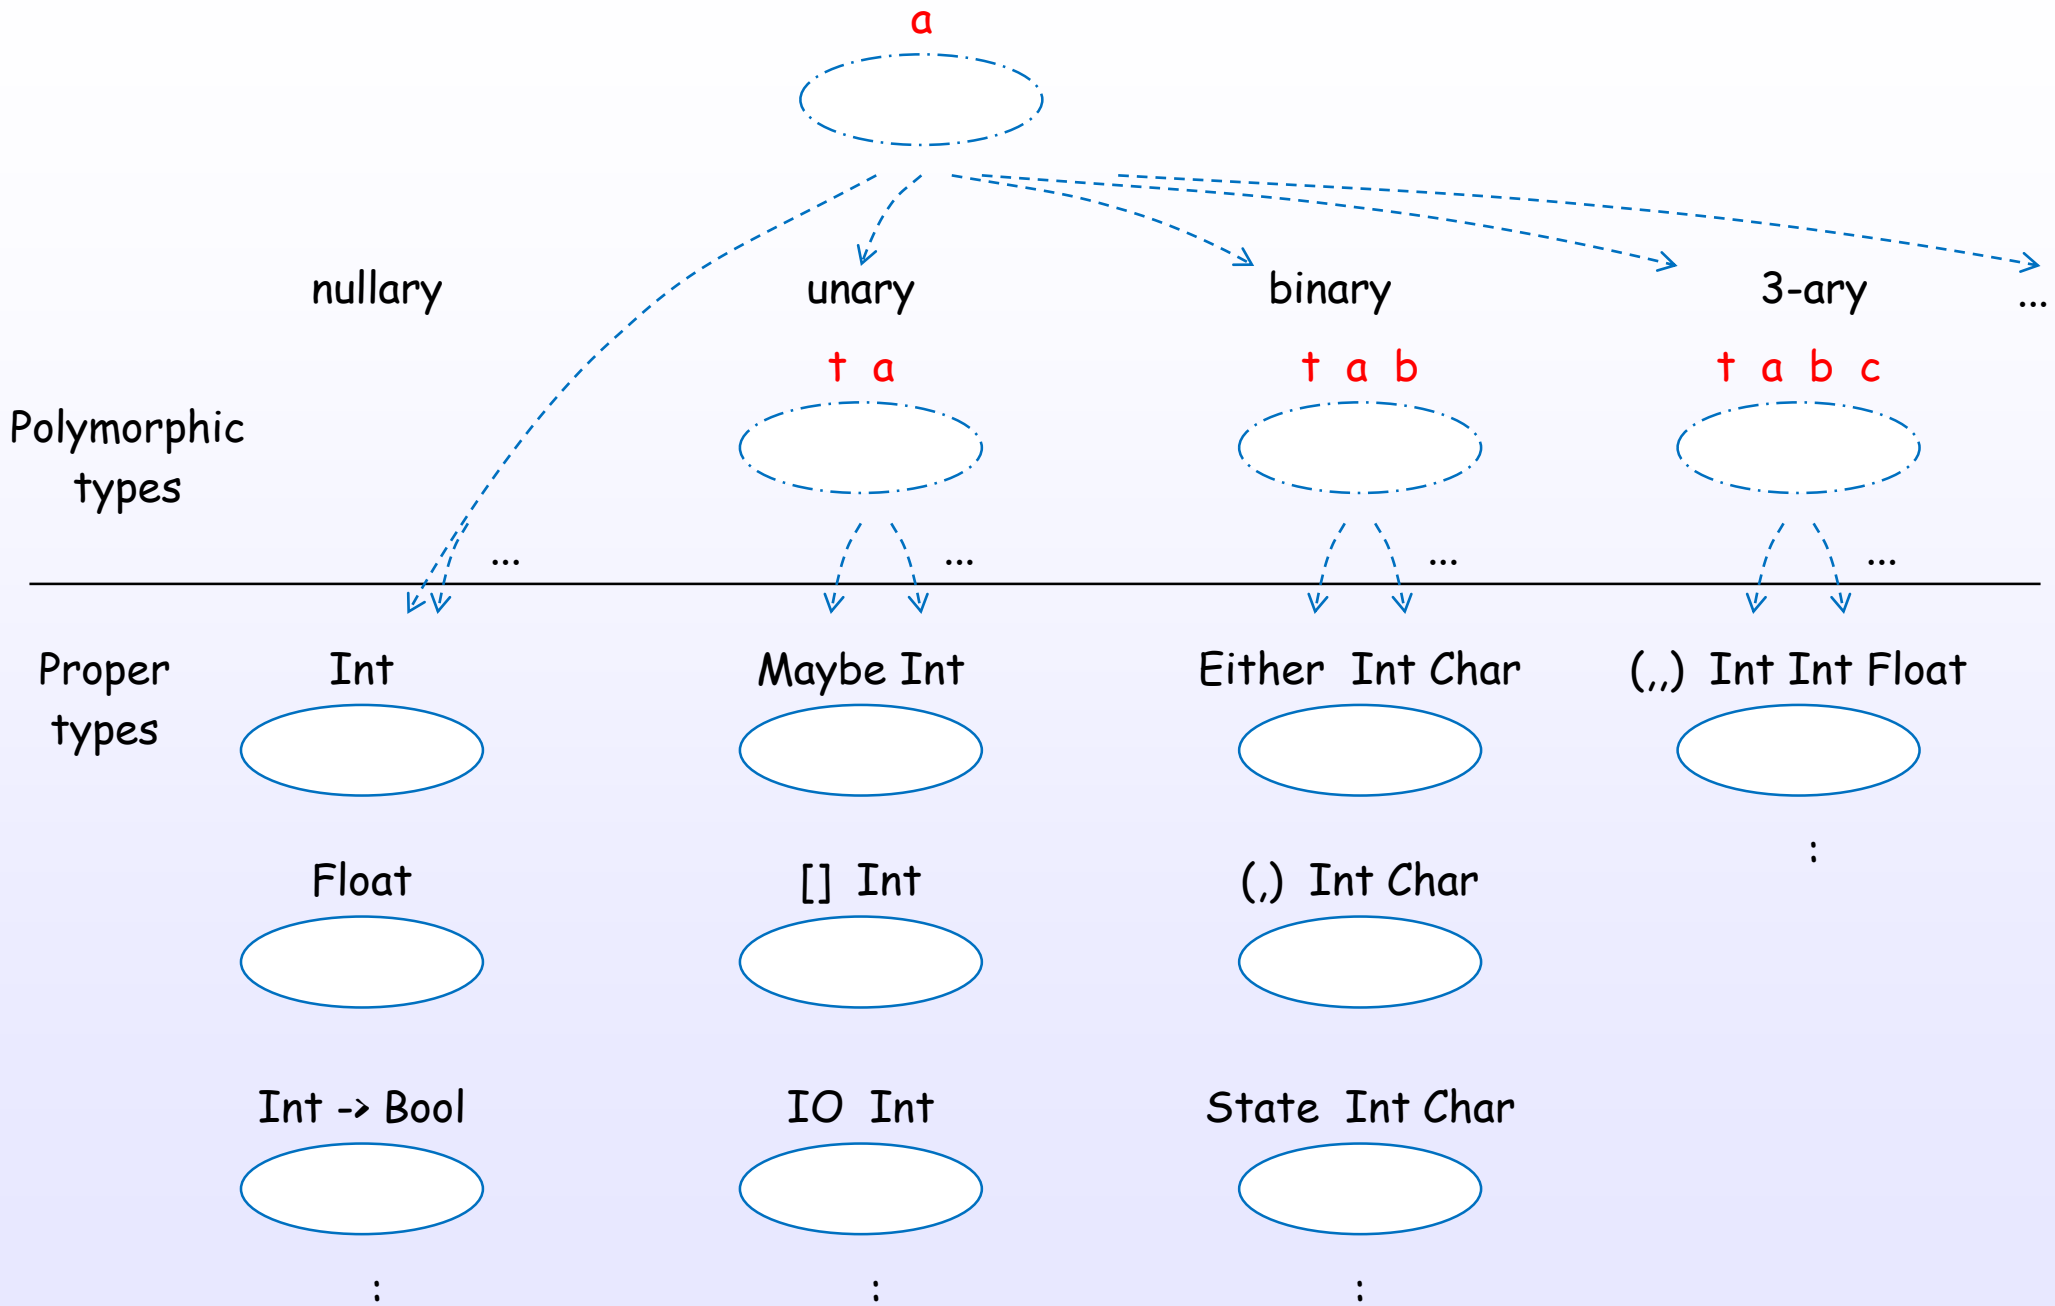 a
nullary unary binary 3-ary ...
t a t a b t a b c
Polymorphic
types
... ... ... ...
Proper
types
Int Maybe Int Either Int Char (,,) Int Int Float
:
Float [] Int (,) Int Char
Int -> Bool IO Int State Int Char
: : :